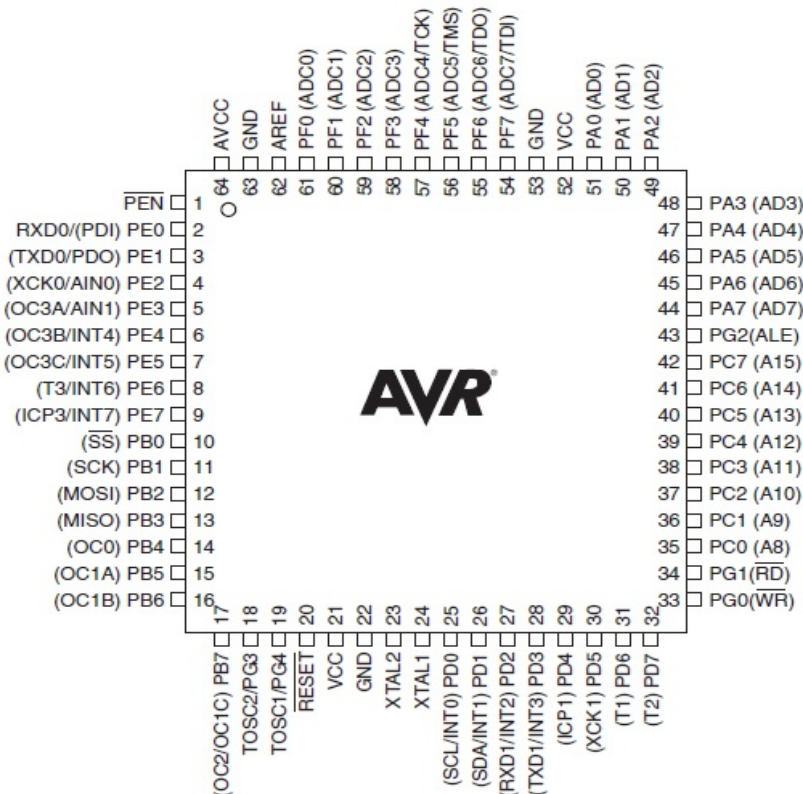 AVCC
GND
AREF
PF0 (ADC0)
PF1 (ADC1)
PF2 (ADC2)
PF3 (ADC3)
PF4 (ADC4/TCK)
PF5 (ADC5/TMS)
PF6 (ADC6/TDO)
PF7 (ADC7/TDI)
GND
VCC
PA0 (AD0)
PA1 (AD1)
PA2 (AD2)
64
63
62
61
60
59
58
57
56
55
54
53
52
51
50
49
PEN 1
RXD0/(PDI) PE0 2
(TXD0/PDO) PE1 3
(XCK0/AIN0) PE2 4
(OC3A/AIN1) PE3 5
(OC3B/INT4) PE4 6
(OC3C/INT5) PE5 7
(T3/INT6) PE6 8
(ICP3/INT7) PE7 9
(SS) PB0 10
(SCK) PB1 11
(MOSI) PB2 12
(MISO) PB3 13
(OC0) PB4 14
(OC1A) PB5 15
(OC1B) PB6 16
AVR®
48 PA3 (AD3)
47 PA4 (AD4)
46 PA5 (AD5)
45 PA6 (AD6)
44 PA7 (AD7)
43 PG2(ALE)
42 PC7 (A15)
41 PC6 (A14)
40 PC5 (A13)
39 PC4 (A12)
38 PC3 (A11)
37 PC2 (A10)
36 PC1 (A9)
35 PC0 (A8)
34 PG1(RD)
33 PG0(WR)
17
18
19
20
21
22
23
24
25
26
27
28
29
30
31
32
(OC2/OC1C) PB7
TOSC2/PG3
TOSC1/PG4
RESET
VCC
GND
XTAL2
XTAL1
(SCL/INT0) PD0
(SDA/INT1) PD1
(RXD1/INT2) PD2
(TXD1/INT3) PD3
(ICP1) PD4
(XCK1) PD5
(T1) PD6
(T2) PD7